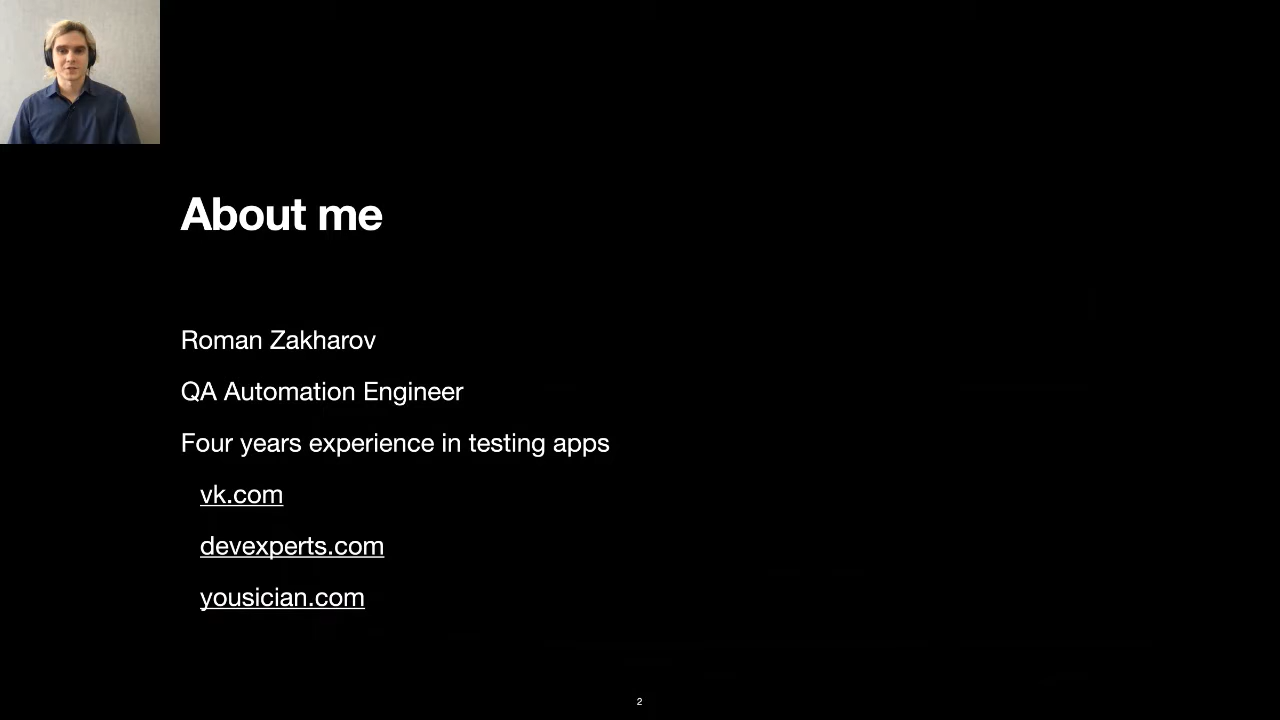 About me
Roman Zakharov
QA Automation Engineer
Four years experience in testing apps
vk.com
devexperts.com
yousician.com
2